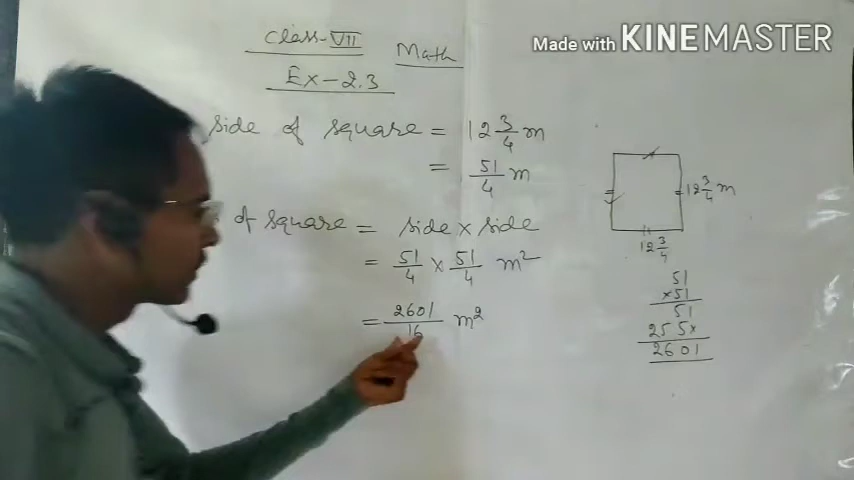 Made with KINEMASTER
Class-VII Math
Ex-2.3
side of square = 12 3/4 m
= 51/4 m
of square = side × side
= 51/4 × 51/4 m²
= 2601/16 m²
12 3/4 m
12 3/4
51
×51
51
255×
2601